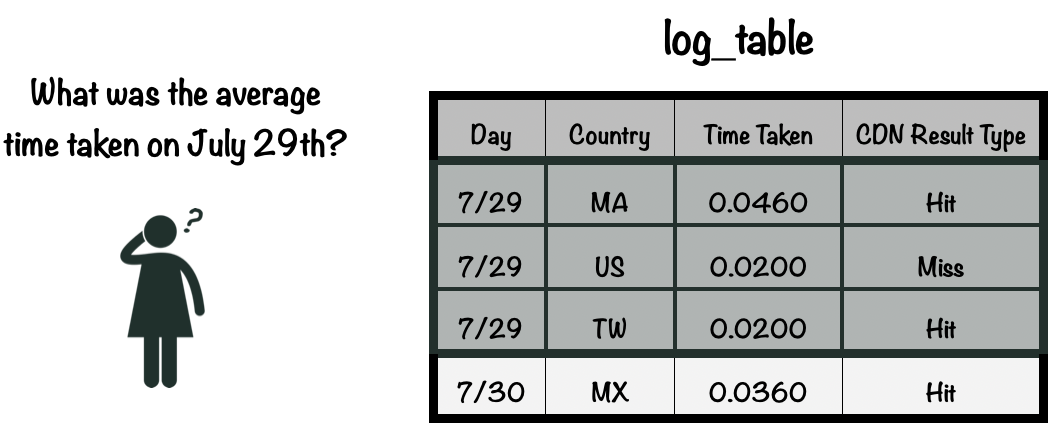 What was the average
time taken on July 29th?
?
log_table
Day Country Time Taken CDN Result Type
7/29 MA 0.0460 Hit
7/29 US 0.0200 Miss
7/29 TW 0.0200 Hit
7/30 MX 0.0360 Hit